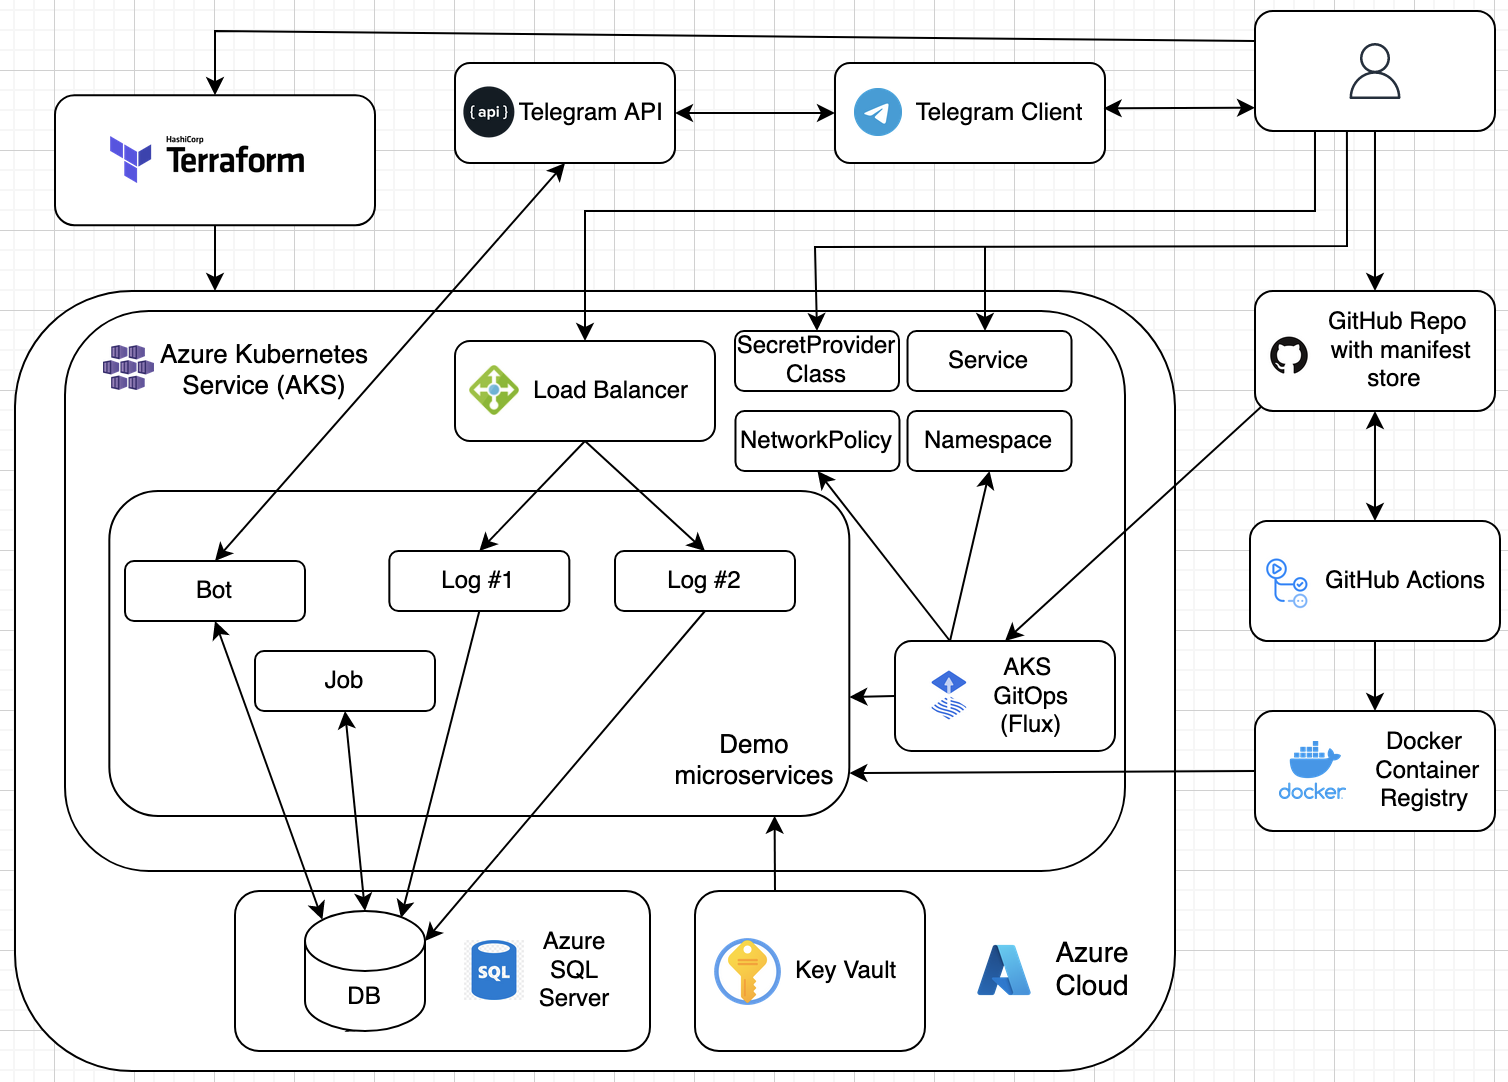 { api }
Telegram API
Telegram Client
HashiCorp
Terraform
Azure Kubernetes
Service (AKS)
Load Balancer
SecretProvider
Class
Service
NetworkPolicy
Namespace
GitHub Repo
with manifest
store
Bot
Log #1
Log #2
GitHub Actions
Job
AKS
GitOps
(Flux)
Demo
microservices
docker
Docker
Container
Registry
DB
SQL
Azure
SQL
Server
Key Vault
Azure
Cloud